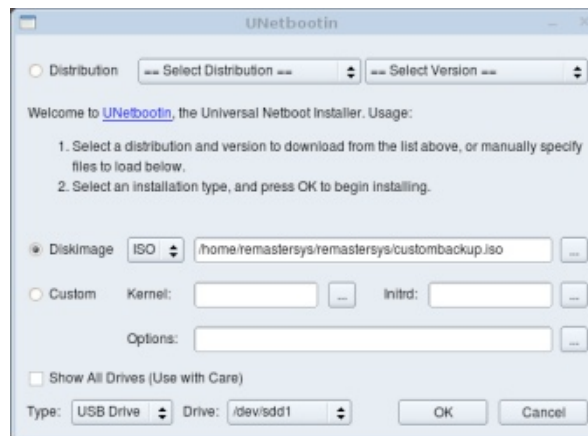 UNetbootin
Distribution == Select Distribution == == Select Version ==
Welcome to UNetbootin, the Universal Netboot Installer. Usage:
1. Select a distribution and version to download from the list above, or manually specify
files to load below.
2. Select an installation type, and press OK to begin installing.
Diskimage ISO /home/remastersys/remastersys/custombackup.iso ...
Custom Kernel: ... Initrd: ...
Options: ...
Show All Drives (Use with Care)
Type: USB Drive Drive: /dev/sdd1 OK Cancel